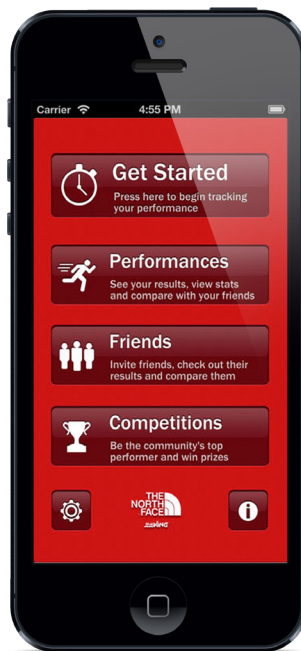 Carrier 4:55 PM
Get Started
Press here to begin tracking
your performance
Performances
See your results, view stats
and compare with your friends
Friends
Invite friends, check out their
results and compare them
Competitions
Be the community's top
performer and win prizes
THE
NORTH
FACE
i